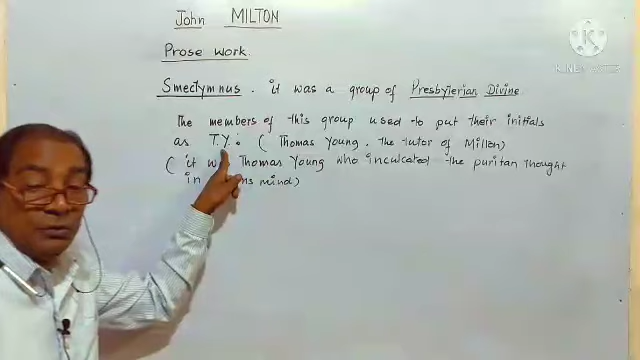 John MILTON
Prose work.
Smectymnus. it was a group of Presbyterian Divine
The members of this group used to put their initials
as T.Y. (Thomas Young. The tutor of Milton)
(it Thomas Young who inculcated the puritan thought
in mind)
KINEMASTER